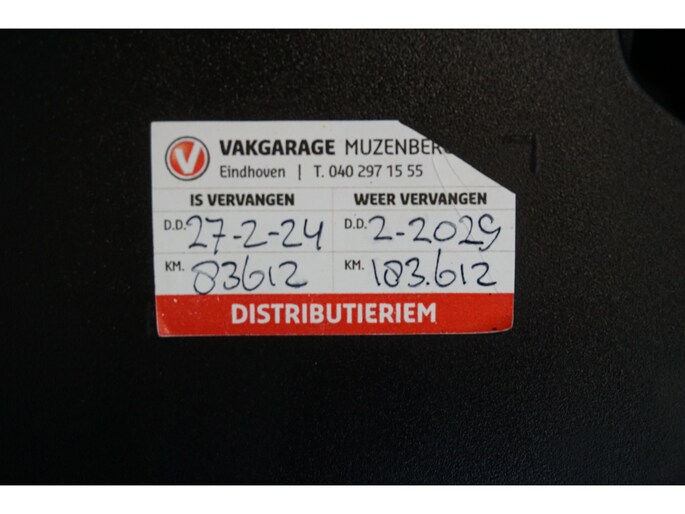 VAKGARAGE MUZENBERG
Eindhoven | T. 040 297 15 55
IS VERVANGEN WEER VERVANGEN
D.D. 27-2-24 D.D. 2-2029
KM. 83612 KM. 183.612
DISTRIBUTIERIEM